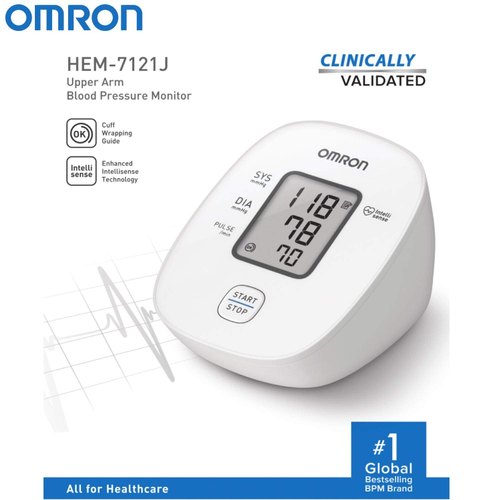 OMRON
HEM-7121J
Upper Arm
Blood Pressure Monitor
CLINICALLY
VALIDATED
OK
Cuff
Wrapping
Guide
Intelli
sense
Enhanced
Intellisense
Technology
OMRON
SYS
mmHg
118
DIA
mmHg
78
PULSE
/min
70
OK
Intelli
sense
START
STOP
#1
Global
Bestselling
BPM Brand
All for Healthcare